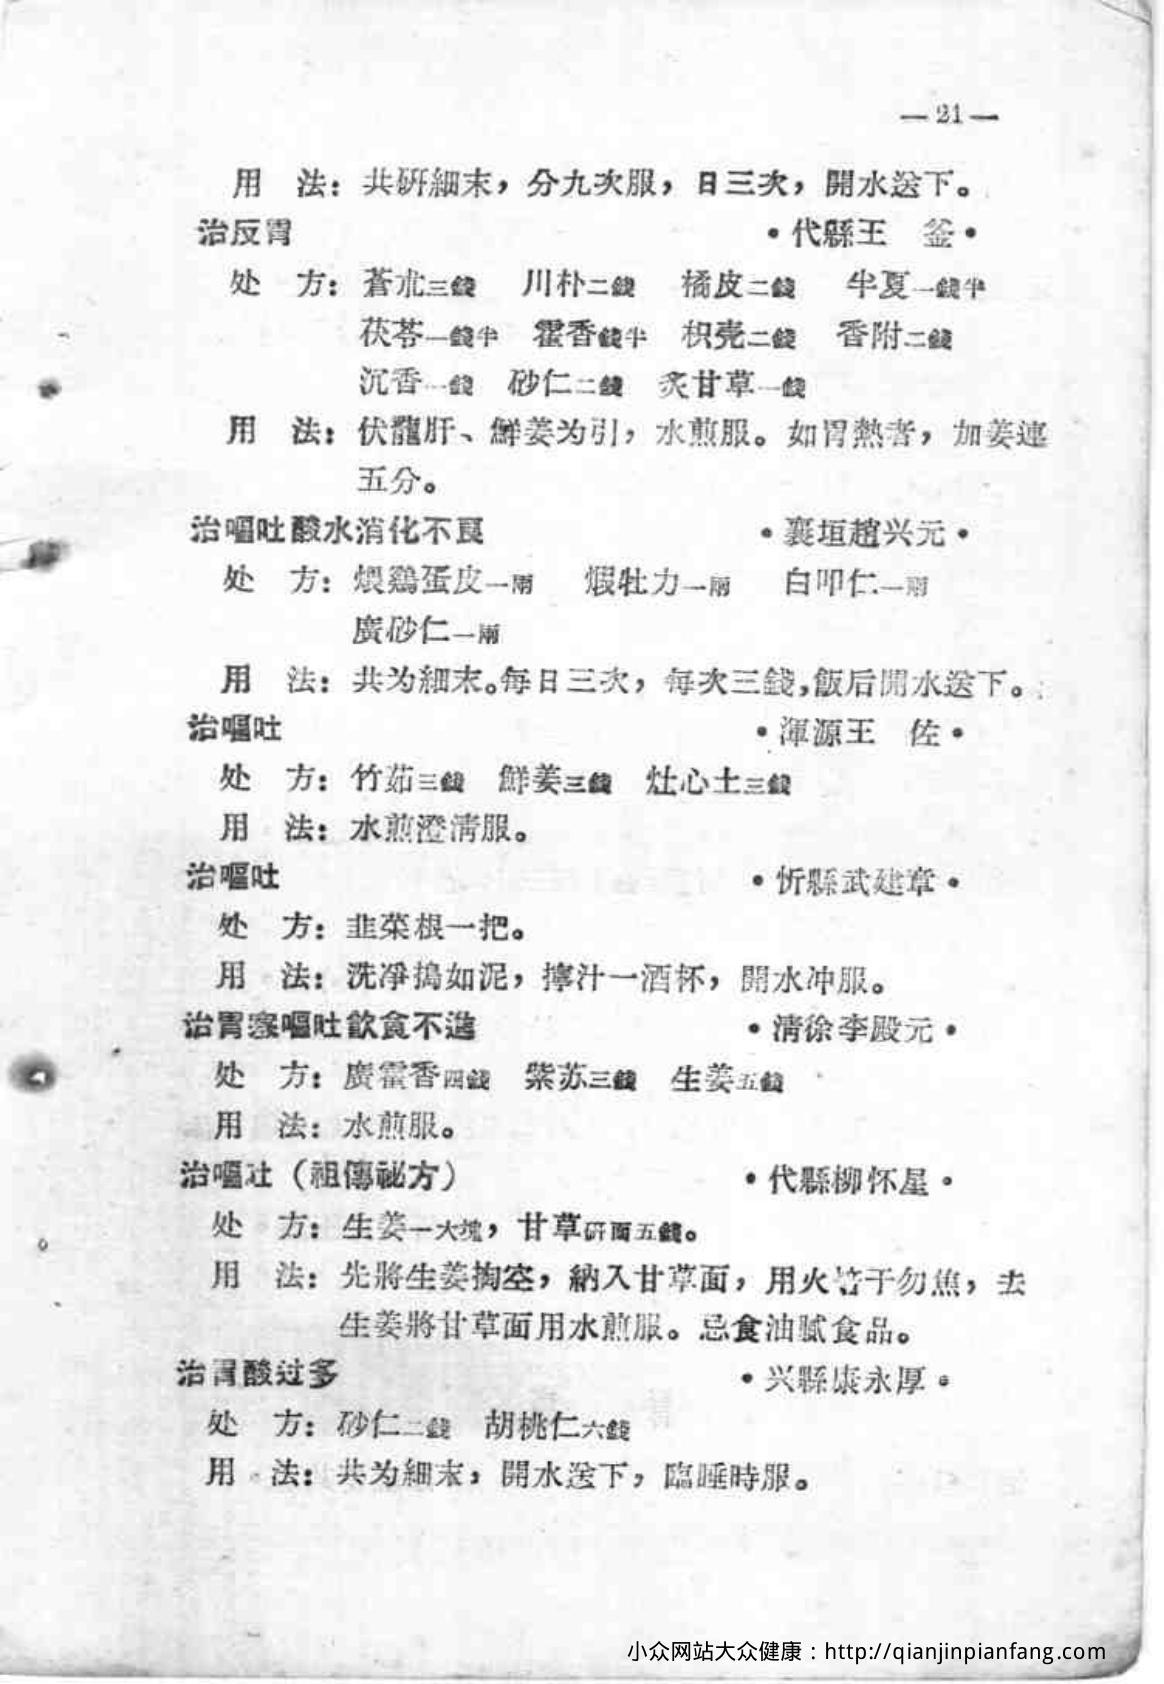 —21—
用 法：共研細末，分九次服，日三次，開水送下。
治反胃 •代縣王 釜•
处 方：蒼朮三錢 川朴二錢 橘皮二錢 半夏一錢半
茯苓一錢半 霍香錢半 枳壳二錢 香附二錢
沉香一錢 砂仁二錢 炙甘草一錢
用 法：伏龍肝、鮮姜为引，水煎服。如胃熱者，加姜連
五分。
治嘔吐酸水消化不良 •襄垣趙兴元•
处 方：煨鷄蛋皮一兩 煆牡力一兩 白叩仁一兩
廣砂仁一兩
用 法：共为細末。每日三次，每次三錢，飯后開水送下。
治嘔吐 •渾源王 佐•
处 方：竹茹三錢 鮮姜三錢 灶心土三錢
用 法：水煎澄清服。
治嘔吐 •忻縣武建章•
处 方：韭菜根一把。
用 法：洗凈搗如泥，擰汁一酒杯，開水冲服。
治胃寒嘔吐飲食不進 •清徐李殿元•
处 方：廣霍香四錢 紫苏三錢 生姜五錢
用 法：水煎服。
治嘔吐（祖傳祕方） •代縣柳怀星•
处 方：生姜一大塊，甘草研面五錢。
用 法：先將生姜掏空，納入甘草面，用火干勿焦，去
生姜將甘草面用水煎服。忌食油膩食品。
治胃酸过多 •兴縣康永厚•
处 方：砂仁二錢 胡桃仁六錢
用 法：共为細末，開水送下，臨睡時服。
小众网站大众健康：http://qianjinpianfang.com